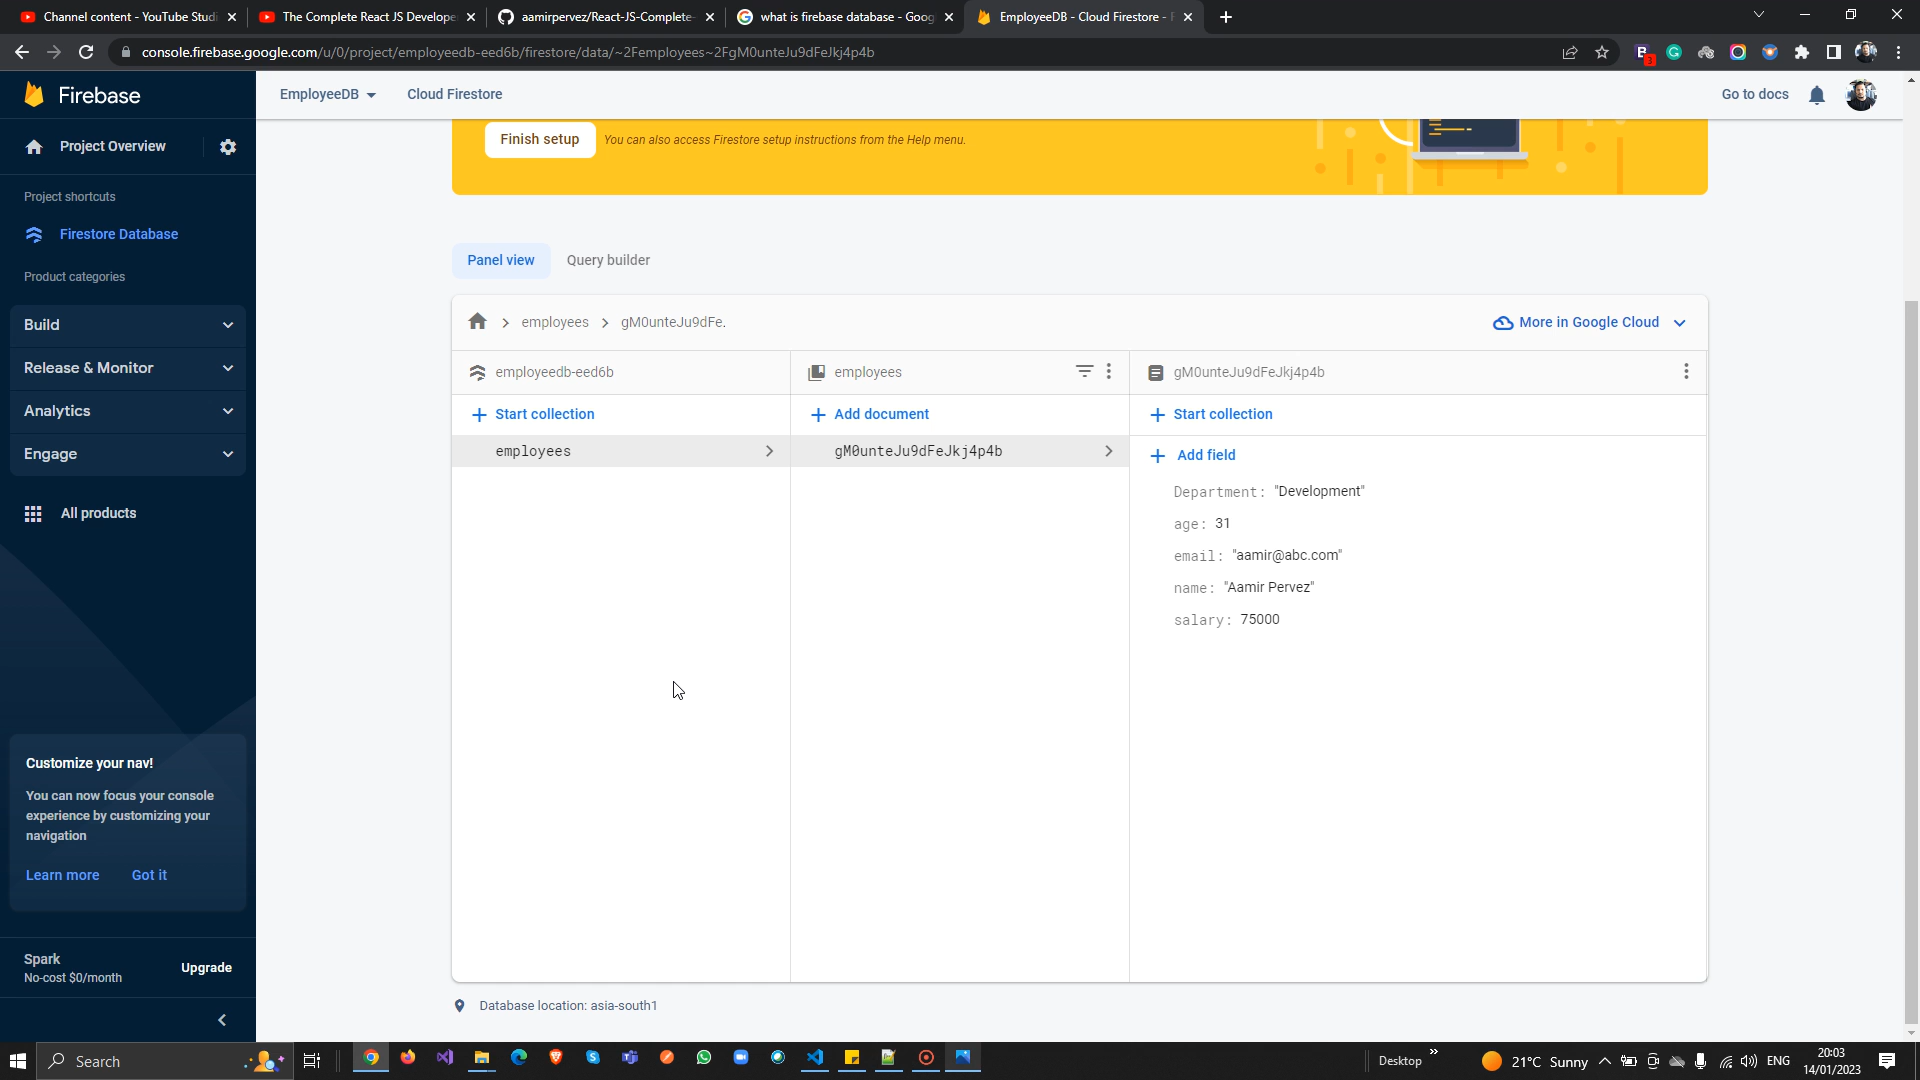 Channel content - YouTube Studi
The Complete React JS Develope
aamirpervez/React-JS-Complete-
what is firebase database - Goog
EmployeeDB - Cloud Firestore - F
console.firebase.google.com/u/0/project/employeedb-eed6b/firestore/data/~2Femployees~2FgM0unteJu9dFeJkj4p4b
3
Firebase
EmployeeDB
Cloud Firestore
Go to docs
Project Overview
Finish setup
You can also access Firestore setup instructions from the Help menu.
Project shortcuts
Firestore Database
Product categories
Build
Release & Monitor
Analytics
Engage
All products
Panel view
Query builder
employees
gM0unteJu9dFe.
More in Google Cloud
employeedb-eed6b
employees
gM0unteJu9dFeJkj4p4b
Start collection
Add document
Start collection
employees
gM0unteJu9dFeJkj4p4b
Add field
Department: "Development"
age: 31
email: "aamir@abc.com"
name: "Aamir Pervez"
salary: 75000
Customize your nav!
You can now focus your console
experience by customizing your
navigation
Learn more
Got it
Spark
No-cost $0/month
Upgrade
Database location: asia-south1
Search
Desktop
21°C Sunny
ENG
20:03
14/01/2023